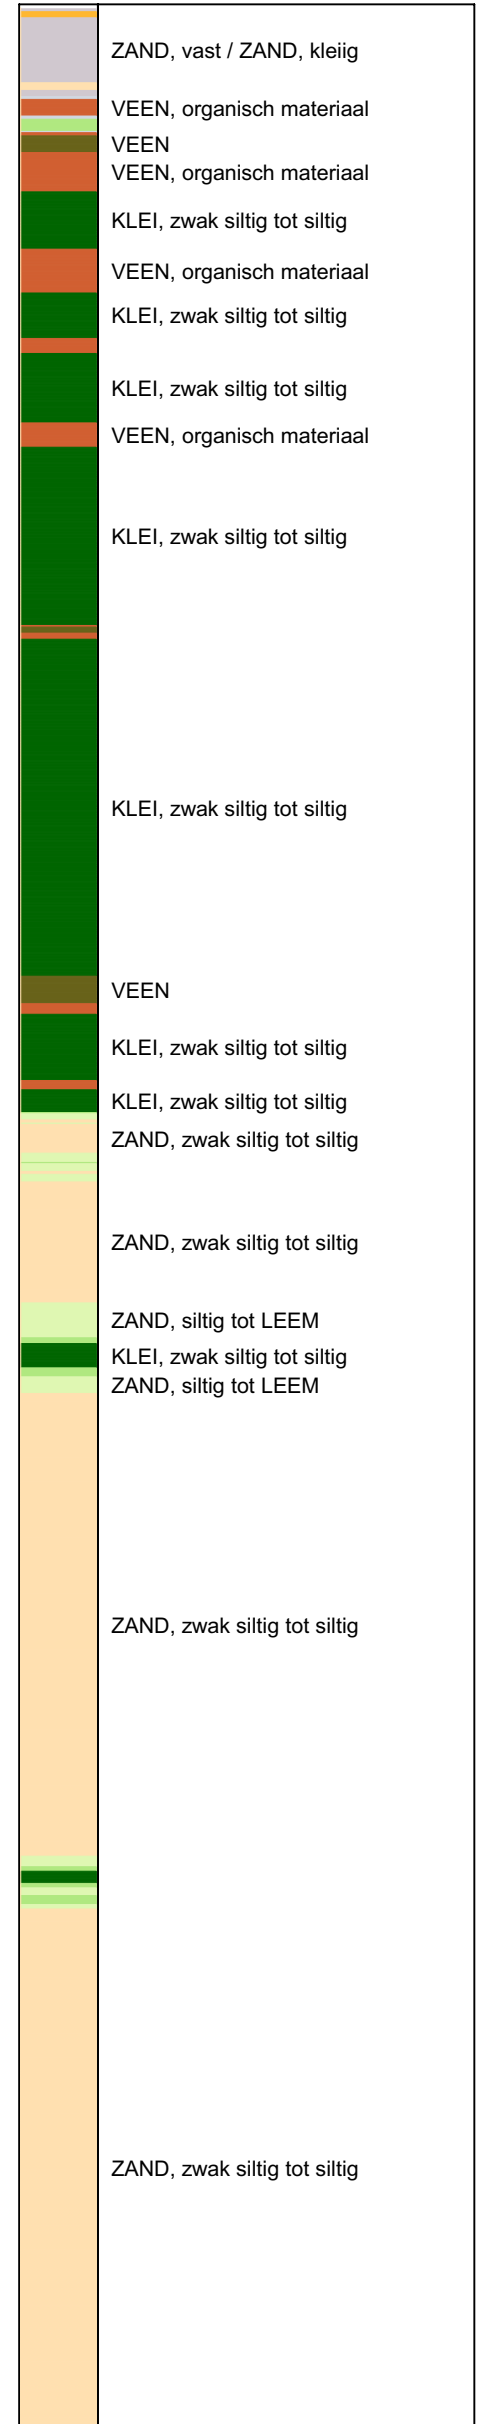 ZAND, vast / ZAND, kleiig
VEEN, organisch materiaal
VEEN
VEEN, organisch materiaal
KLEI, zwak siltig tot siltig
VEEN, organisch materiaal
KLEI, zwak siltig tot siltig
KLEI, zwak siltig tot siltig
VEEN, organisch materiaal
KLEI, zwak siltig tot siltig
KLEI, zwak siltig tot siltig
VEEN
KLEI, zwak siltig tot siltig
KLEI, zwak siltig tot siltig
ZAND, zwak siltig tot siltig
ZAND, zwak siltig tot siltig
ZAND, siltig tot LEEM
KLEI, zwak siltig tot siltig
ZAND, siltig tot LEEM
ZAND, zwak siltig tot siltig
ZAND, zwak siltig tot siltig